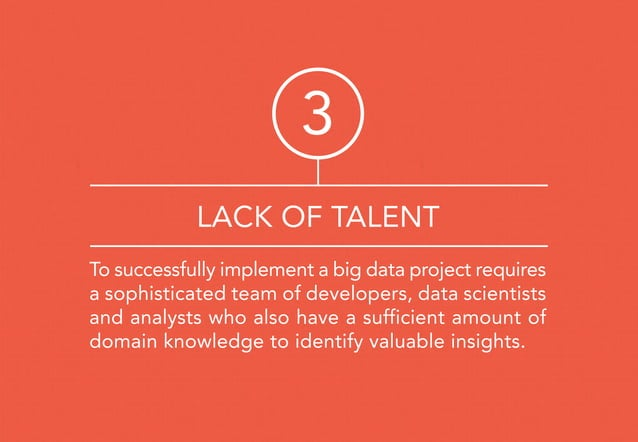 3
LACK OF TALENT
To successfully implement a big data project requires
a sophisticated team of developers, data scientists
and analysts who also have a sufficient amount of
domain knowledge to identify valuable insights.